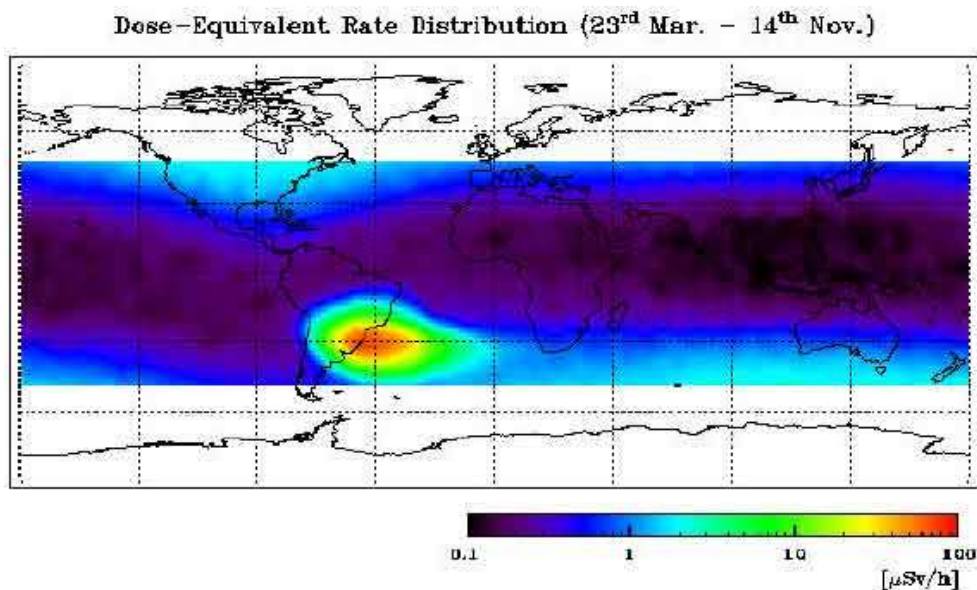 Dose-Equivalent Rate Distribution (23rd Mar. - 14th Nov.)
0.1 1 10 100
[μSv/h]